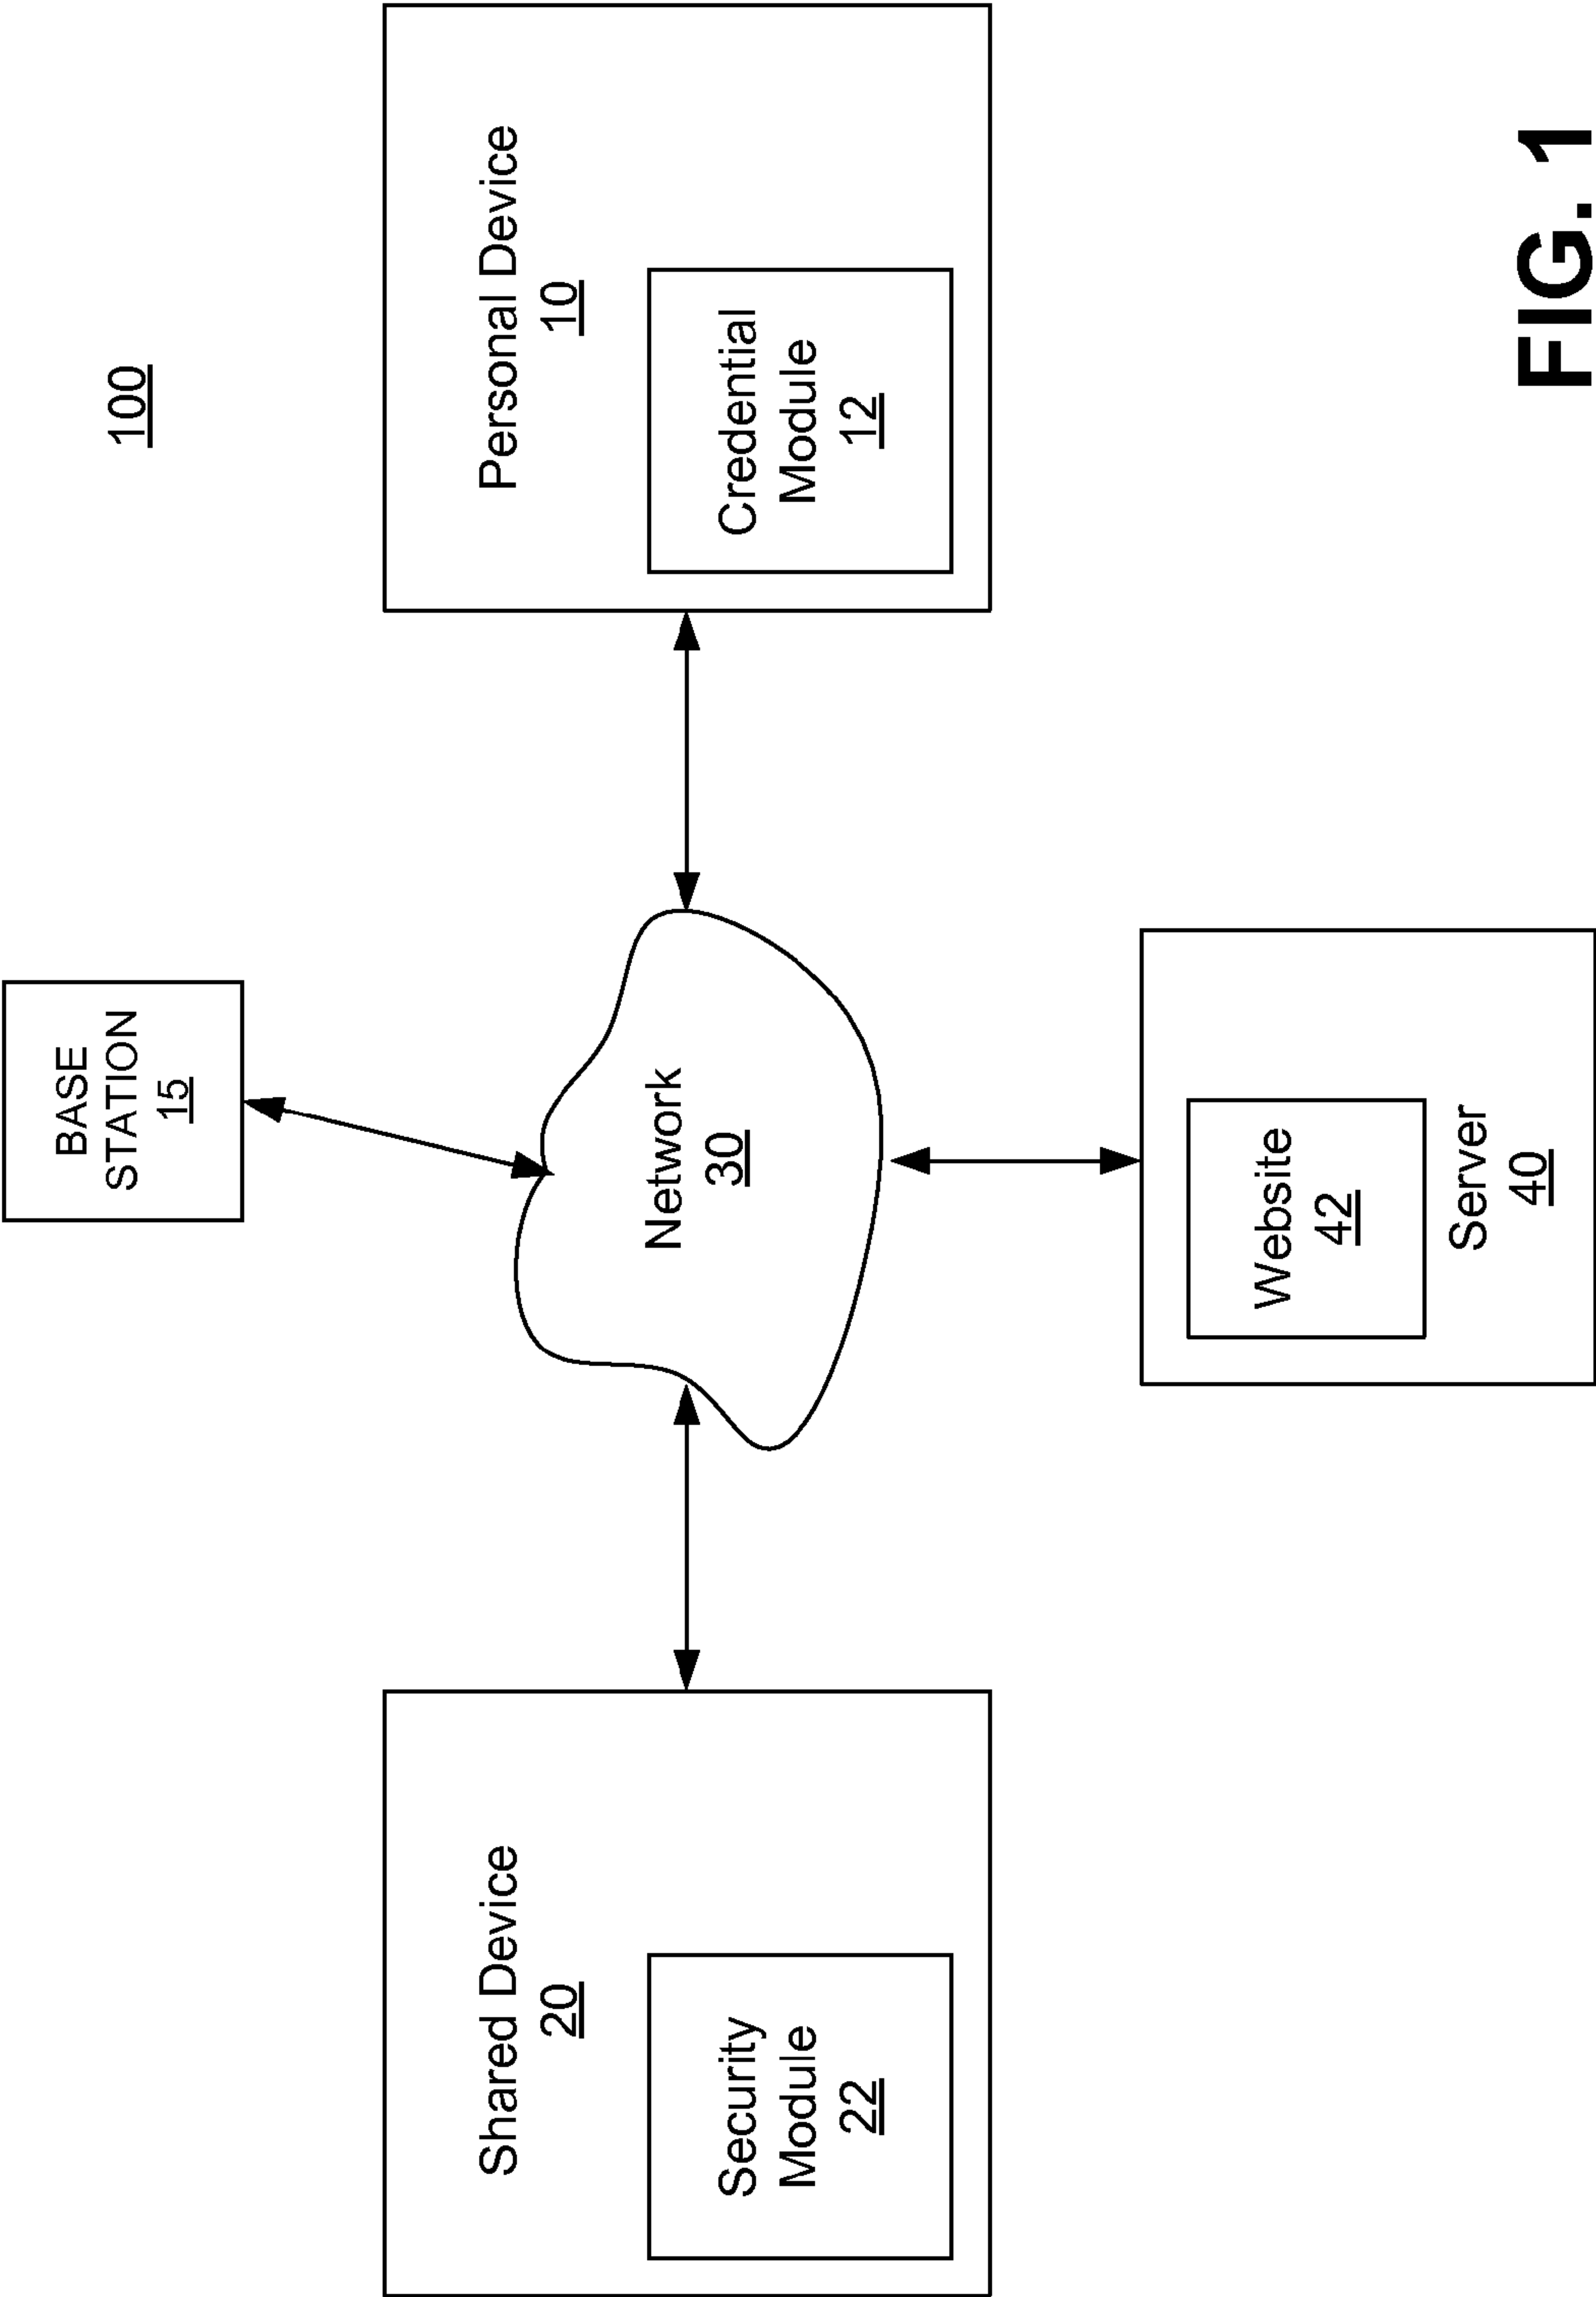 100
BASE
STATION
15
Shared Device
20
Security
Module
22
Network
30
Personal Device
10
Credential
Module
12
Website
42
Server
40
FIG. 1